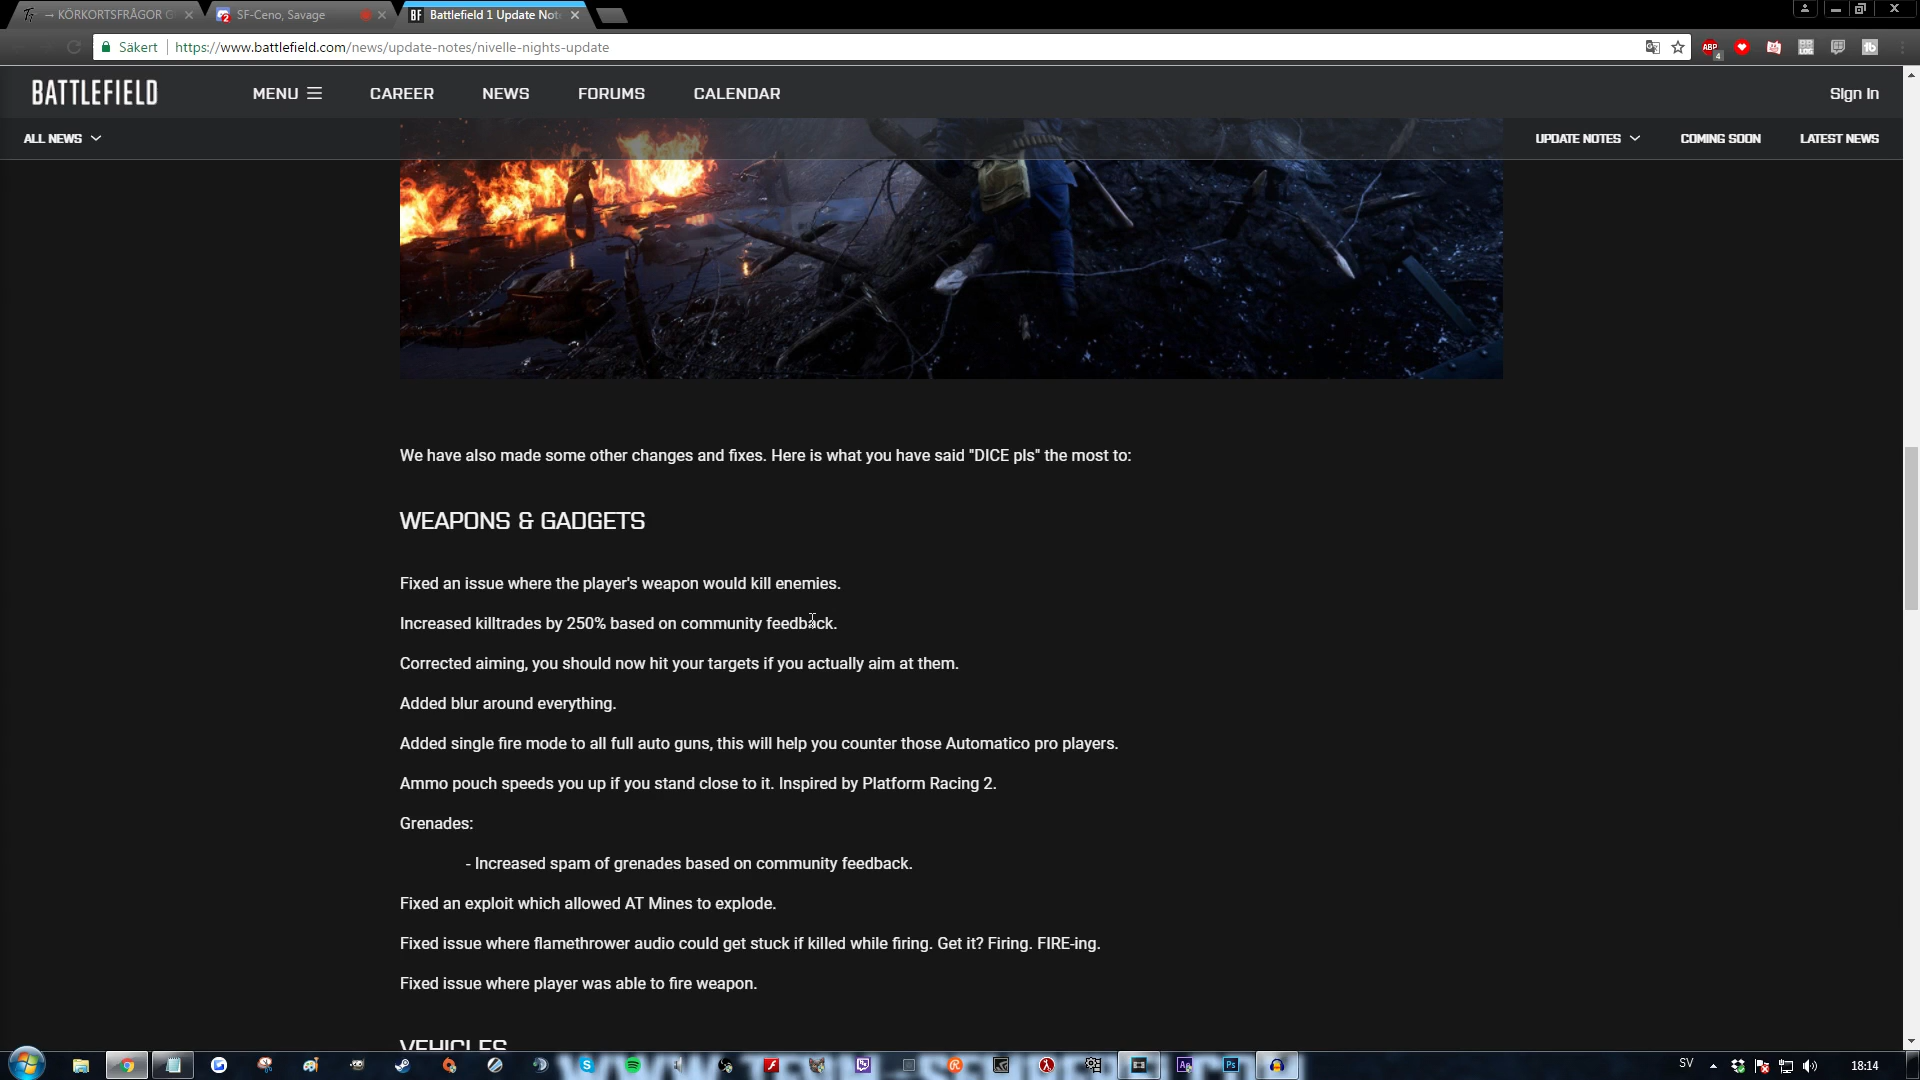 → KÖRKORTSFRÅGOR G
SF-Ceno, Savage
Battlefield 1 Update Not
Säkert
https://www.battlefield.com/news/update-notes/nivelle-nights-update
BATTLEFIELD
MENU
CAREER
NEWS
FORUMS
CALENDAR
Sign In
ALL NEWS
UPDATE NOTES
COMING SOON
LATEST NEWS
We have also made some other changes and fixes. Here is what you have said "DICE pls" the most to:
WEAPONS & GADGETS
Fixed an issue where the player's weapon would kill enemies.
Increased killtrades by 250% based on community feedback.
Corrected aiming, you should now hit your targets if you actually aim at them.
Added blur around everything.
Added single fire mode to all full auto guns, this will help you counter those Automatico pro players.
Ammo pouch speeds you up if you stand close to it. Inspired by Platform Racing 2.
Grenades:
- Increased spam of grenades based on community feedback.
Fixed an exploit which allowed AT Mines to explode.
Fixed issue where flamethrower audio could get stuck if killed while firing. Get it? Firing. FIRE-ing.
Fixed issue where player was able to fire weapon.
VEHICLES
SV
18:14